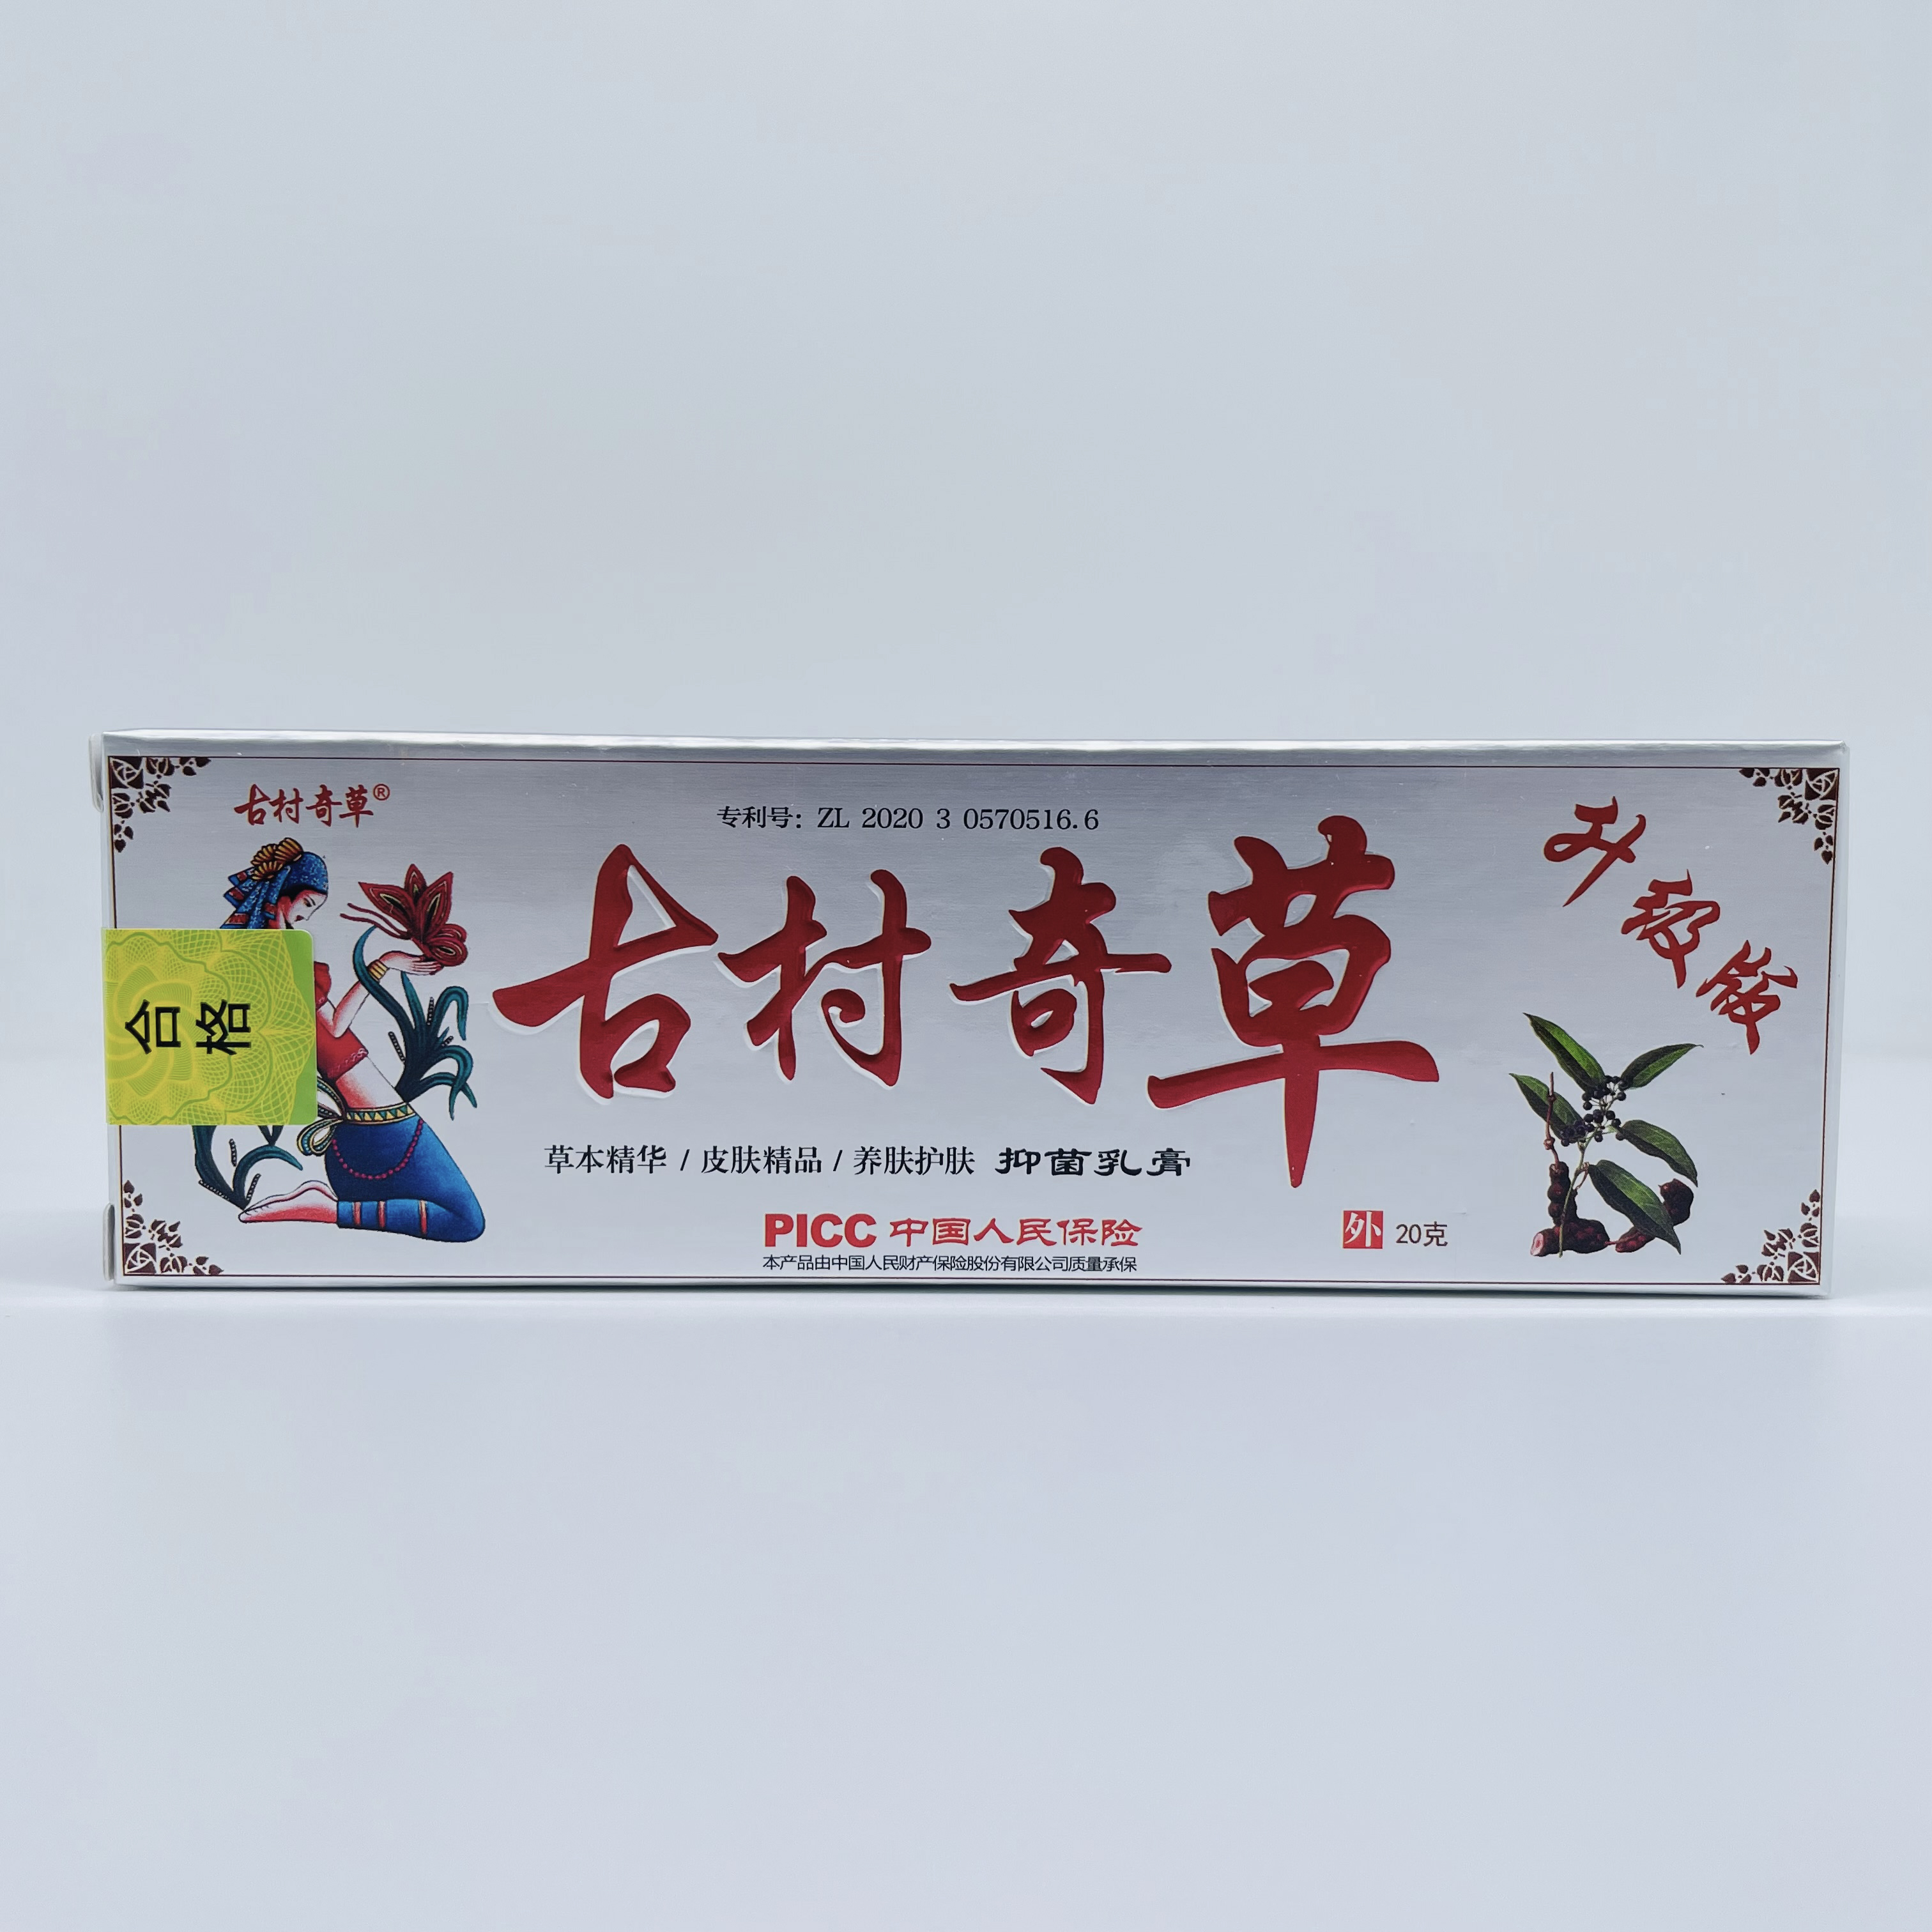 古村奇草®
专利号：ZL 2020 3 0570516.6
升级版
古村奇草
合格
草本精华 / 皮肤精品 / 养肤护肤 抑菌乳膏
PICC 中国人民保险
本产品由中国人民财产保险股份有限公司质量承保
外 20克